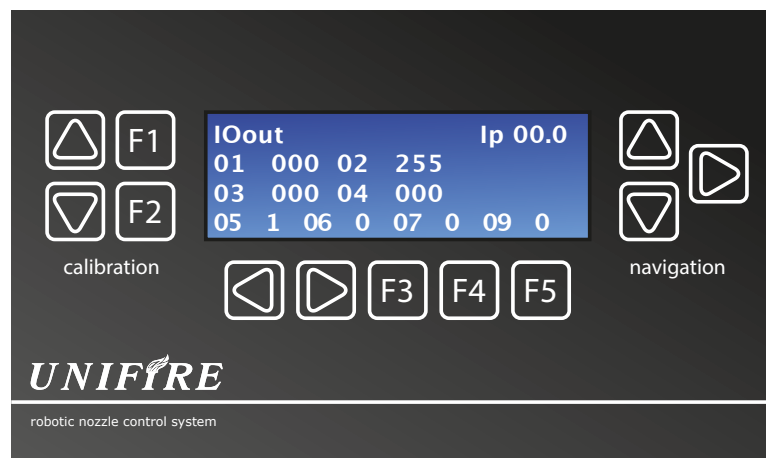 IOout Ip 00.0
01 000 02 255
03 000 04 000
05 1 06 0 07 0 09 0
F1
F2
calibration
navigation
F3 F4 F5
UNIFIRE
robotic nozzle control system